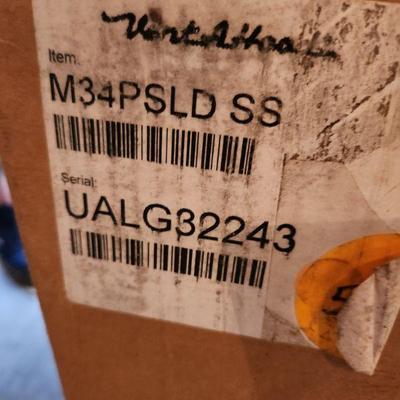 Item:
M34PSLD SS
Serial:
UALG32243